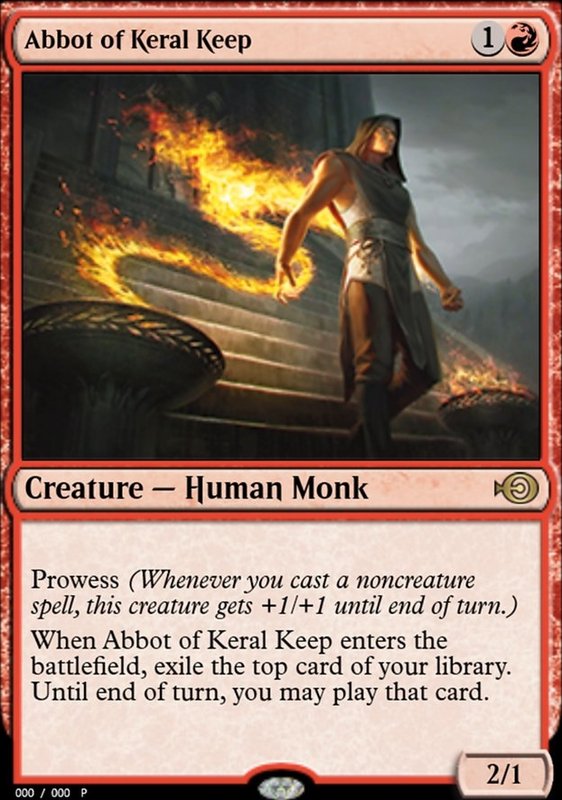 Abbot of Keral Keep 1
Creature — Human Monk
Prowess (Whenever you cast a noncreature
spell, this creature gets +1/+1 until end of turn.)
When Abbot of Keral Keep enters the
battlefield, exile the top card of your library.
Until end of turn, you may play that card.
2/1
000 / 000 P